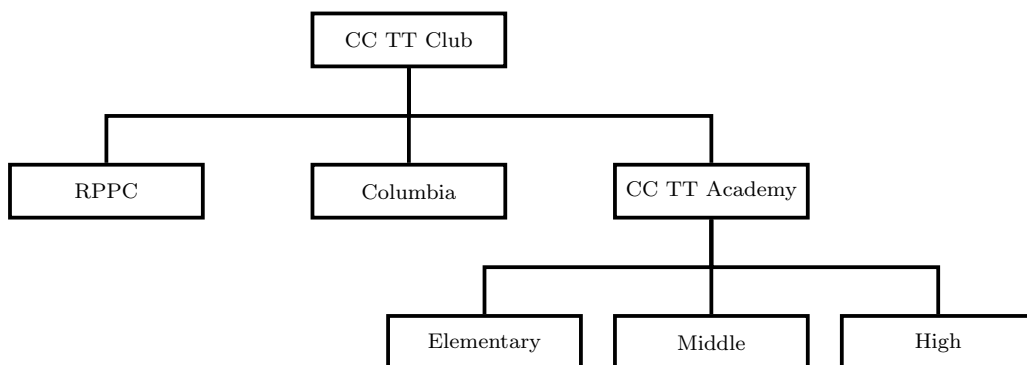 CC TT Club
RPPC
Columbia
CC TT Academy
Elementary
Middle
High